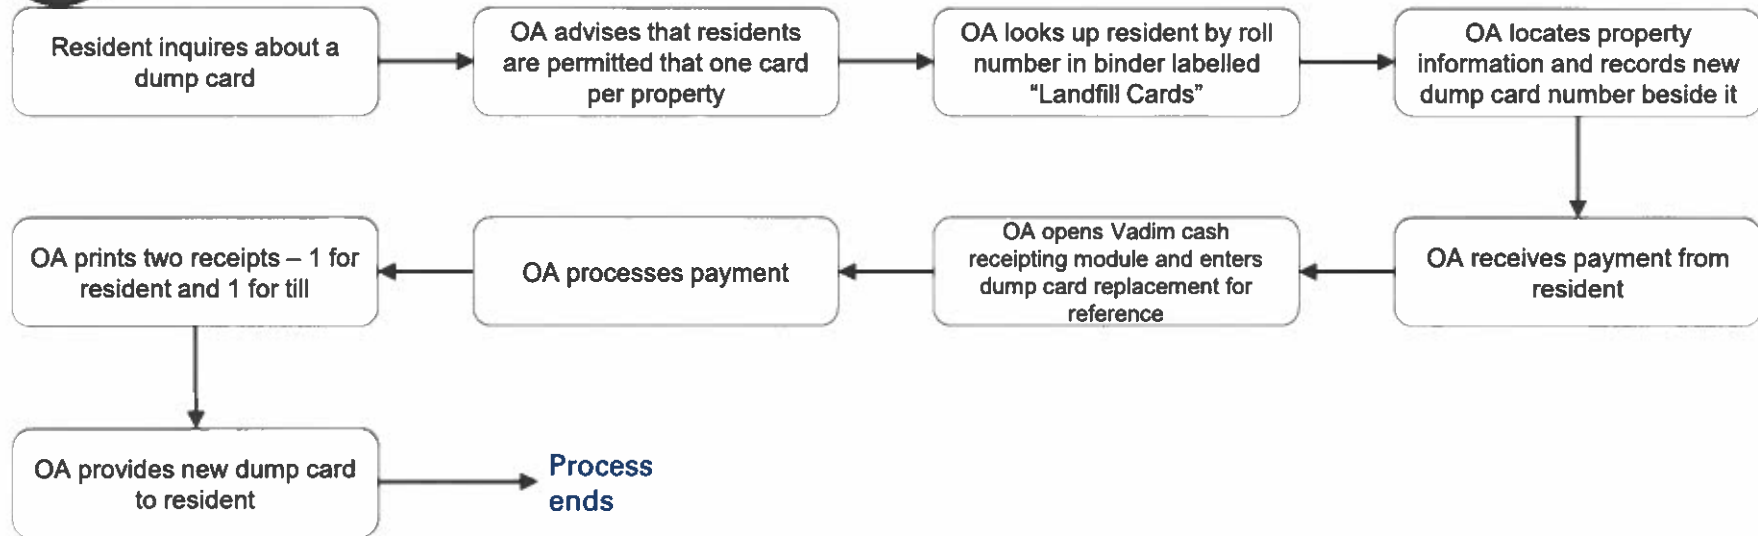 Resident inquires about a
dump card
OA advises that residents
are permitted that one card
per property
OA looks up resident by roll
number in binder labelled
"Landfill Cards"
OA locates property
information and records new
dump card number beside it
OA receives payment from
resident
OA opens Vadim cash
receipting module and enters
dump card replacement for
reference
OA processes payment
OA prints two receipts – 1 for
resident and 1 for till
OA provides new dump card
to resident
Process
ends